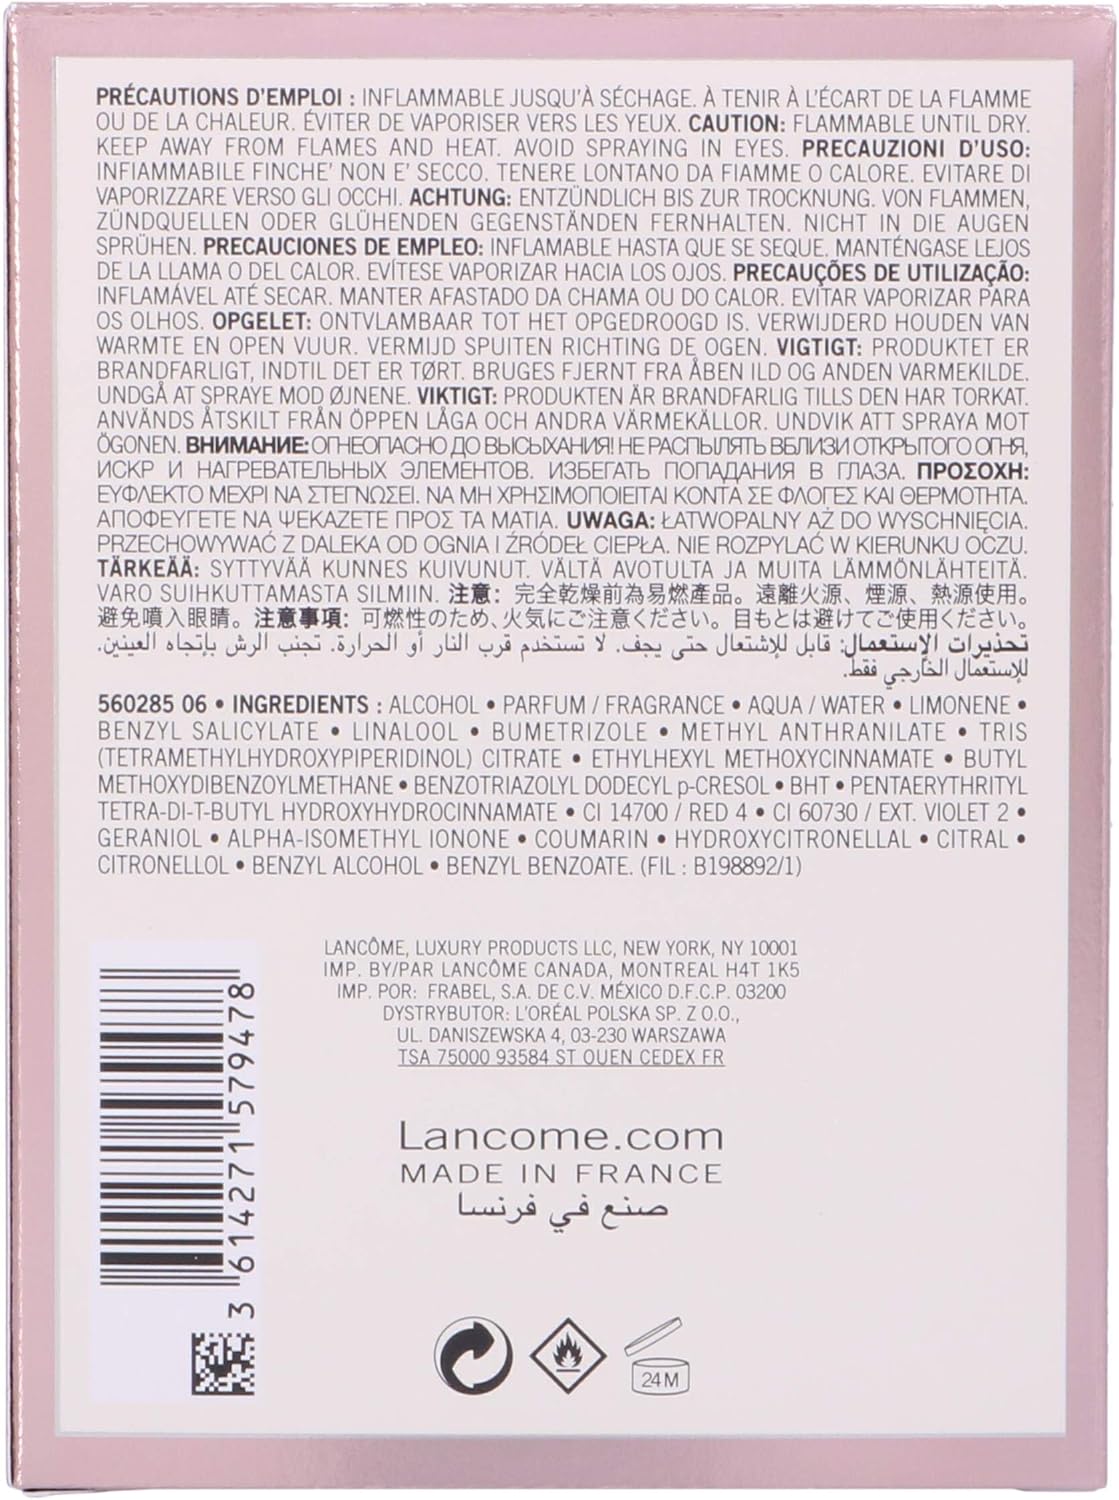 PRÉCAUTIONS D'EMPLOI : INFLAMMABLE JUSQU'À SÉCHAGE. À TENIR À L'ÉCART DE LA FLAMME
OU DE LA CHALEUR. ÉVITER DE VAPORISER VERS LES YEUX. CAUTION: FLAMMABLE UNTIL DRY.
KEEP AWAY FROM FLAMES AND HEAT. AVOID SPRAYING IN EYES. PRECAUZIONI D'USO:
INFIAMMABILE FINCHE' NON E' SECCO. TENERE LONTANO DA FIAMME O CALORE. EVITARE DI
VAPORIZZARE VERSO GLI OCCHI. ACHTUNG: ENTZÜNDLICH BIS ZUR TROCKNUNG. VON FLAMMEN,
ZÜNDQUELLEN ODER GLÜHENDEN GEGENSTÄNDEN FERNHALTEN. NICHT IN DIE AUGEN
SPRÜHEN. PRECAUCIONES DE EMPLEO: INFLAMABLE HASTA QUE SE SEQUE. MANTÉNGASE LEJOS
DE LA LLAMA O DEL CALOR. EVÍTESE VAPORIZAR HACIA LOS OJOS. PRECAUÇÕES DE UTILIZAÇÃO:
INFLAMÁVEL ATÉ SECAR. MANTER AFASTADO DA CHAMA OU DO CALOR. EVITAR VAPORIZAR PARA
OS OLHOS. OPGELET: ONTVLAMBAAR TOT HET OPGEDROOGD IS. VERWIJDERD HOUDEN VAN
WARMTE EN OPEN VUUR. VERMIJD SPUITEN RICHTING DE OGEN. VIGTIGT: PRODUKTET ER
BRANDFARLIGT, INDTIL DET ER TØRT. BRUGES FJERNT FRA ÅBEN ILD OG ANDEN VARMEKILDE.
UNDGÅ AT SPRAYE MOD ØJNENE. VIKTIGT: PRODUKTEN ÄR BRANDFARLIG TILLS DEN HAR TORKAT.
ANVÄNDS ÅTSKILT FRÅN ÖPPEN LÅGA OCH ANDRA VÄRMEKÄLLOR. UNDVIK ATT SPRAYA MOT
ÖGONEN. ВНИМАНИЕ: ОГНЕОПАСНО ДО ВЫСЫХАНИЯ! НЕ РАСПЫЛЯТЬ ВБЛИЗИ ОТКРЫТОГО ОГНЯ,
ИСКР И НАГРЕВАТЕЛЬНЫХ ЭЛЕМЕНТОВ. ИЗБЕГАТЬ ПОПАДАНИЯ В ГЛАЗА. ΠΡΟΣΟΧΗ:
ΕΥΦΛΕΚΤΟ ΜΕΧΡΙ ΝΑ ΣΤΕΓΝΩΣΕΙ. ΝΑ ΜΗ ΧΡΗΣΙΜΟΠΟΙΕΙΤΑΙ ΚΟΝΤΑ ΣΕ ΦΛΟΓΕΣ ΚΑΙ ΘΕΡΜΟΤΗΤΑ.
ΑΠΟΦΕΥΓΕΤΕ ΝΑ ΨΕΚΑΖΕΤΕ ΠΡΟΣ ΤΑ ΜΑΤΙΑ. UWAGA: ŁATWOPALNY AŻ DO WYSCHNIĘCIA.
PRZECHOWYWAĆ Z DALEKA OD OGNIA I ŹRÓDEŁ CIEPŁA. NIE ROZPYLAĆ W KIERUNKU OCZU.
TÄRKEÄÄ: SYTTYVÄÄ KUNNES KUIVUNUT. VÄLTÄ AVOTULTA JA MUITA LÄMMÖNLÄHTEITÄ.
VARO SUIHKUTTAMASTA SILMIIN. 注意: 完全乾燥前為易燃產品。遠離火源、煙源、熱源使用。
避免噴入眼睛。注意事項: 可燃性のため、火気にご注意ください。目もとは避けてご使用ください。
تحذيرات الإستعمال: قابل للإشتعال حتى يجف. لا تستخدم قرب النار أو الحرارة. تجنب الرش بإتجاه العينين.
للإستعمال الخارجي فقط.
560285 06 • INGREDIENTS : ALCOHOL • PARFUM / FRAGRANCE • AQUA / WATER • LIMONENE •
BENZYL SALICYLATE • LINALOOL • BUMETRIZOLE • METHYL ANTHRANILATE • TRIS
(TETRAMETHYLHYDROXYPIPERIDINOL) CITRATE • ETHYLHEXYL METHOXYCINNAMATE • BUTYL
METHOXYDIBENZOYLMETHANE • BENZOTRIAZOLYL DODECYL p-CRESOL • BHT • PENTAERYTHRITYL
TETRA-DI-T-BUTYL HYDROXYHYDROCINNAMATE • CI 14700 / RED 4 • CI 60730 / EXT. VIOLET 2 •
GERANIOL • ALPHA-ISOMETHYL IONONE • COUMARIN • HYDROXYCITRONELLAL • CITRAL •
CITRONELLOL • BENZYL ALCOHOL • BENZYL BENZOATE. (FIL : B198892/1)
LANCÔME, LUXURY PRODUCTS LLC, NEW YORK, NY 10001
IMP. BY/PAR LANCÔME CANADA, MONTREAL H4T 1K5
IMP. POR: FRABEL, S.A. DE C.V. MÉXICO D.F.C.P. 03200
DYSTRYBUTOR: L'ORÉAL POLSKA SP. Z O.O.,
UL. DANISZEWSKA 4, 03-230 WARSZAWA
TSA 75000 93584 ST OUEN CEDEX FR
Lancome.com
MADE IN FRANCE
صنع في فرنسا
3 614271 579478
24M